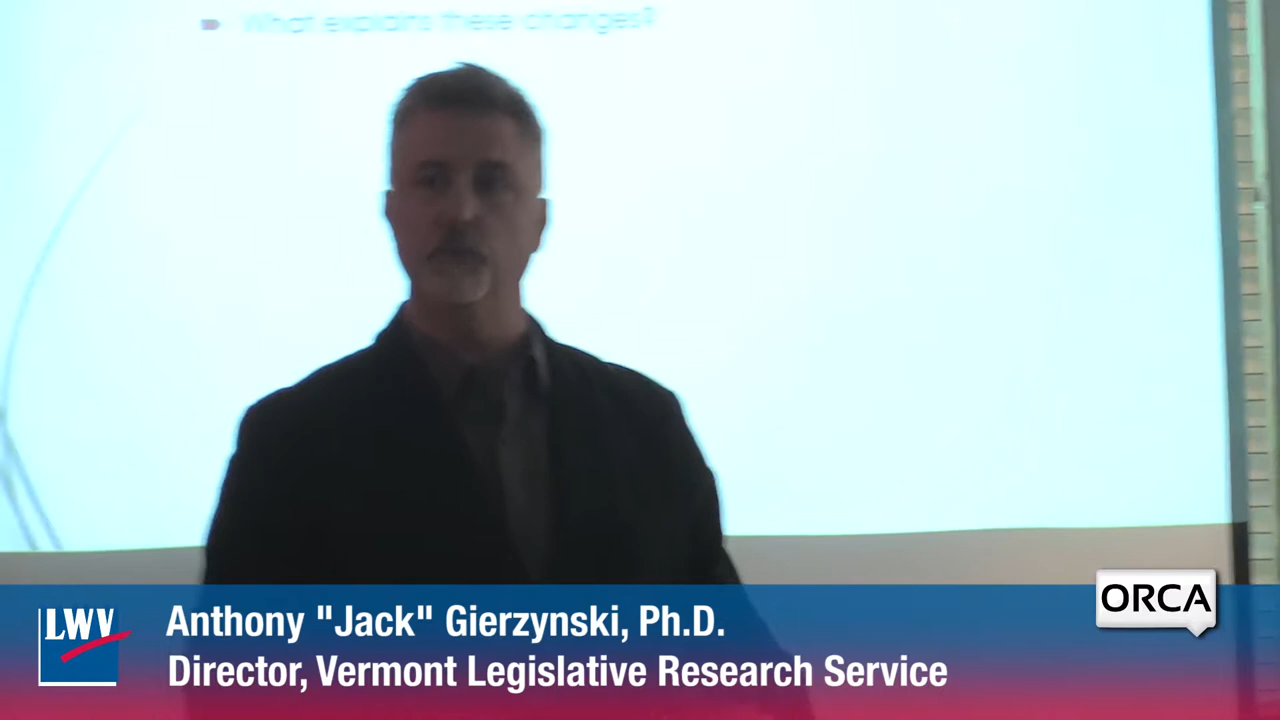 What explains these changes?
LWV
Anthony "Jack" Gierzynski, Ph.D.
Director, Vermont Legislative Research Service
ORCA